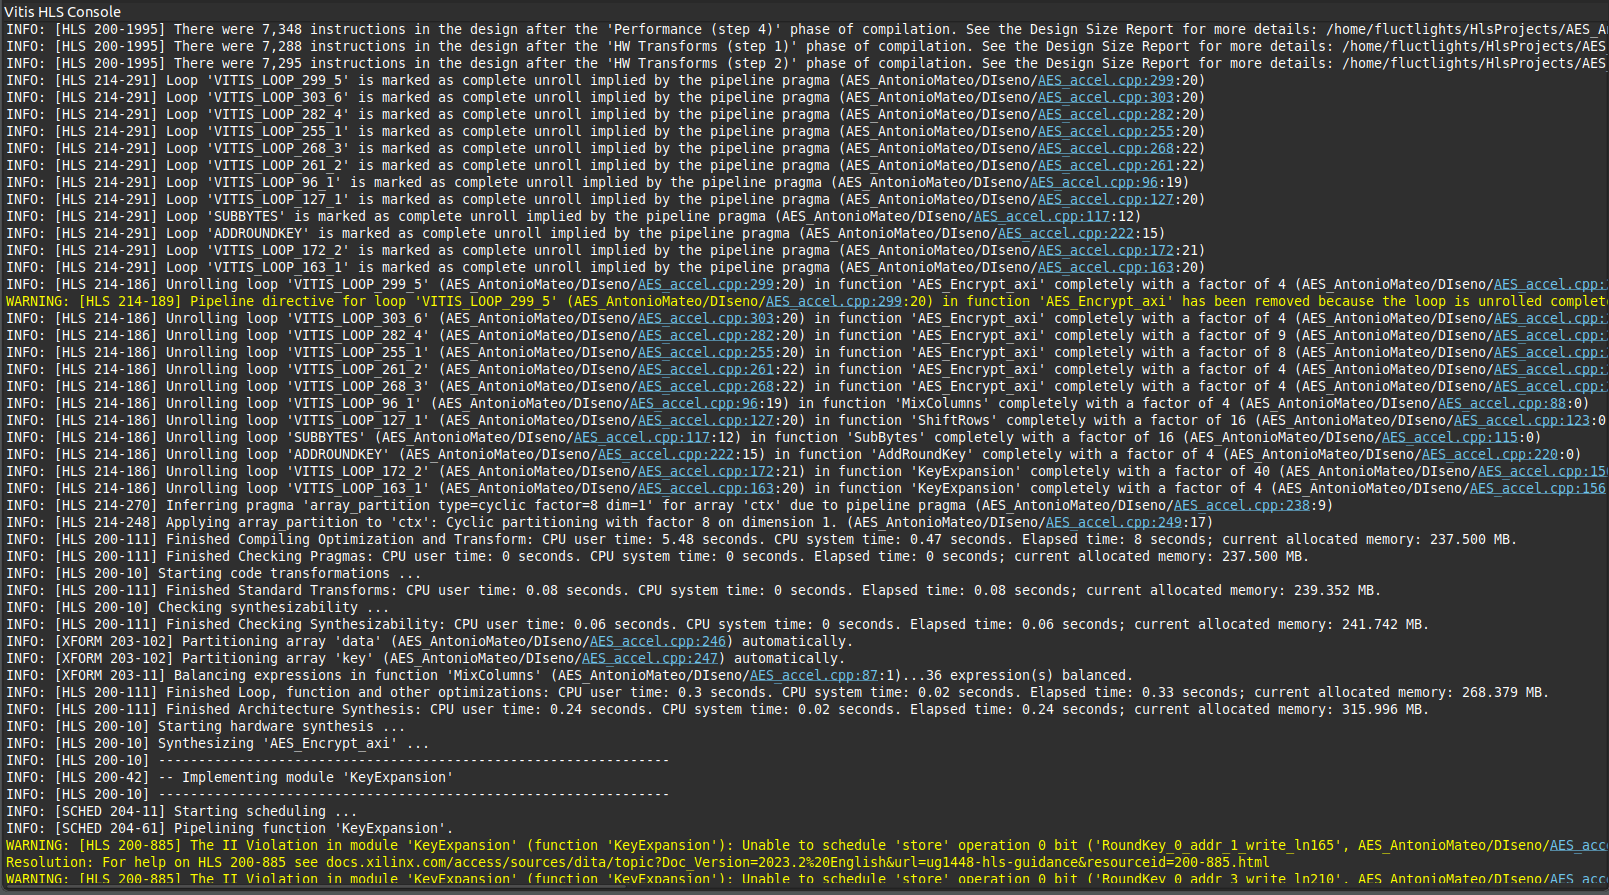 Vitis HLS Console
INFO: [HLS 200-1995] There were 7,348 instructions in the design after the 'Performance (step 4)' phase of compilation. See the Design Size Report for more details: /home/fluctlights/HlsProjects/AES_A
INFO: [HLS 200-1995] There were 7,288 instructions in the design after the 'HW Transforms (step 1)' phase of compilation. See the Design Size Report for more details: /home/fluctlights/HlsProjects/AES
INFO: [HLS 200-1995] There were 7,295 instructions in the design after the 'HW Transforms (step 2)' phase of compilation. See the Design Size Report for more details: /home/fluctlights/HlsProjects/AES
INFO: [HLS 214-291] Loop 'VITIS_LOOP_299_5' is marked as complete unroll implied by the pipeline pragma (AES_AntonioMateo/DIseno/AES_accel.cpp:299:20)
INFO: [HLS 214-291] Loop 'VITIS_LOOP_303_6' is marked as complete unroll implied by the pipeline pragma (AES_AntonioMateo/DIseno/AES_accel.cpp:303:20)
INFO: [HLS 214-291] Loop 'VITIS_LOOP_282_4' is marked as complete unroll implied by the pipeline pragma (AES_AntonioMateo/DIseno/AES_accel.cpp:282:20)
INFO: [HLS 214-291] Loop 'VITIS_LOOP_255_1' is marked as complete unroll implied by the pipeline pragma (AES_AntonioMateo/DIseno/AES_accel.cpp:255:20)
INFO: [HLS 214-291] Loop 'VITIS_LOOP_268_3' is marked as complete unroll implied by the pipeline pragma (AES_AntonioMateo/DIseno/AES_accel.cpp:268:22)
INFO: [HLS 214-291] Loop 'VITIS_LOOP_261_2' is marked as complete unroll implied by the pipeline pragma (AES_AntonioMateo/DIseno/AES_accel.cpp:261:22)
INFO: [HLS 214-291] Loop 'VITIS_LOOP_96_1' is marked as complete unroll implied by the pipeline pragma (AES_AntonioMateo/DIseno/AES_accel.cpp:96:19)
INFO: [HLS 214-291] Loop 'VITIS_LOOP_127_1' is marked as complete unroll implied by the pipeline pragma (AES_AntonioMateo/DIseno/AES_accel.cpp:127:20)
INFO: [HLS 214-291] Loop 'SUBBYTES' is marked as complete unroll implied by the pipeline pragma (AES_AntonioMateo/DIseno/AES_accel.cpp:117:12)
INFO: [HLS 214-291] Loop 'ADDROUNDKEY' is marked as complete unroll implied by the pipeline pragma (AES_AntonioMateo/DIseno/AES_accel.cpp:222:15)
INFO: [HLS 214-291] Loop 'VITIS_LOOP_172_2' is marked as complete unroll implied by the pipeline pragma (AES_AntonioMateo/DIseno/AES_accel.cpp:172:21)
INFO: [HLS 214-291] Loop 'VITIS_LOOP_163_1' is marked as complete unroll implied by the pipeline pragma (AES_AntonioMateo/DIseno/AES_accel.cpp:163:20)
INFO: [HLS 214-186] Unrolling loop 'VITIS_LOOP_299_5' (AES_AntonioMateo/DIseno/AES_accel.cpp:299:20) in function 'AES_Encrypt_axi' completely with a factor of 4 (AES_AntonioMateo/DIseno/AES_accel.cpp:
WARNING: [HLS 214-189] Pipeline directive for loop 'VITIS_LOOP_299_5' (AES_AntonioMateo/DIseno/AES_accel.cpp:299:20) in function 'AES_Encrypt_axi' has been removed because the loop is unrolled complet
INFO: [HLS 214-186] Unrolling loop 'VITIS_LOOP_303_6' (AES_AntonioMateo/DIseno/AES_accel.cpp:303:20) in function 'AES_Encrypt_axi' completely with a factor of 4 (AES_AntonioMateo/DIseno/AES_accel.cpp:
INFO: [HLS 214-186] Unrolling loop 'VITIS_LOOP_282_4' (AES_AntonioMateo/DIseno/AES_accel.cpp:282:20) in function 'AES_Encrypt_axi' completely with a factor of 9 (AES_AntonioMateo/DIseno/AES_accel.cpp:
INFO: [HLS 214-186] Unrolling loop 'VITIS_LOOP_255_1' (AES_AntonioMateo/DIseno/AES_accel.cpp:255:20) in function 'AES_Encrypt_axi' completely with a factor of 8 (AES_AntonioMateo/DIseno/AES_accel.cpp:
INFO: [HLS 214-186] Unrolling loop 'VITIS_LOOP_261_2' (AES_AntonioMateo/DIseno/AES_accel.cpp:261:22) in function 'AES_Encrypt_axi' completely with a factor of 4 (AES_AntonioMateo/DIseno/AES_accel.cpp:
INFO: [HLS 214-186] Unrolling loop 'VITIS_LOOP_268_3' (AES_AntonioMateo/DIseno/AES_accel.cpp:268:22) in function 'AES_Encrypt_axi' completely with a factor of 4 (AES_AntonioMateo/DIseno/AES_accel.cpp:
INFO: [HLS 214-186] Unrolling loop 'VITIS_LOOP_96_1' (AES_AntonioMateo/DIseno/AES_accel.cpp:96:19) in function 'MixColumns' completely with a factor of 4 (AES_AntonioMateo/DIseno/AES_accel.cpp:88:0)
INFO: [HLS 214-186] Unrolling loop 'VITIS_LOOP_127_1' (AES_AntonioMateo/DIseno/AES_accel.cpp:127:20) in function 'ShiftRows' completely with a factor of 16 (AES_AntonioMateo/DIseno/AES_accel.cpp:123:0
INFO: [HLS 214-186] Unrolling loop 'SUBBYTES' (AES_AntonioMateo/DIseno/AES_accel.cpp:117:12) in function 'SubBytes' completely with a factor of 16 (AES_AntonioMateo/DIseno/AES_accel.cpp:115:0)
INFO: [HLS 214-186] Unrolling loop 'ADDROUNDKEY' (AES_AntonioMateo/DIseno/AES_accel.cpp:222:15) in function 'AddRoundKey' completely with a factor of 4 (AES_AntonioMateo/DIseno/AES_accel.cpp:220:0)
INFO: [HLS 214-186] Unrolling loop 'VITIS_LOOP_172_2' (AES_AntonioMateo/DIseno/AES_accel.cpp:172:21) in function 'KeyExpansion' completely with a factor of 40 (AES_AntonioMateo/DIseno/AES_accel.cpp:156
INFO: [HLS 214-186] Unrolling loop 'VITIS_LOOP_163_1' (AES_AntonioMateo/DIseno/AES_accel.cpp:163:20) in function 'KeyExpansion' completely with a factor of 4 (AES_AntonioMateo/DIseno/AES_accel.cpp:156
INFO: [HLS 214-270] Inferring pragma 'array_partition type=cyclic factor=8 dim=1' for array 'ctx' due to pipeline pragma (AES_AntonioMateo/DIseno/AES_accel.cpp:238:9)
INFO: [HLS 214-248] Applying array_partition to 'ctx': Cyclic partitioning with factor 8 on dimension 1. (AES_AntonioMateo/DIseno/AES_accel.cpp:249:17)
INFO: [HLS 200-111] Finished Compiling Optimization and Transform: CPU user time: 5.48 seconds. CPU system time: 0.47 seconds. Elapsed time: 8 seconds; current allocated memory: 237.500 MB.
INFO: [HLS 200-111] Finished Checking Pragmas: CPU user time: 0 seconds. CPU system time: 0 seconds. Elapsed time: 0 seconds; current allocated memory: 237.500 MB.
INFO: [HLS 200-10] Starting code transformations ...
INFO: [HLS 200-111] Finished Standard Transforms: CPU user time: 0.08 seconds. CPU system time: 0 seconds. Elapsed time: 0.08 seconds; current allocated memory: 239.352 MB.
INFO: [HLS 200-10] Checking synthesizability ...
INFO: [HLS 200-111] Finished Checking Synthesizability: CPU user time: 0.06 seconds. CPU system time: 0 seconds. Elapsed time: 0.06 seconds; current allocated memory: 241.742 MB.
INFO: [XFORM 203-102] Partitioning array 'data' (AES_AntonioMateo/DIseno/AES_accel.cpp:246) automatically.
INFO: [XFORM 203-102] Partitioning array 'key' (AES_AntonioMateo/DIseno/AES_accel.cpp:247) automatically.
INFO: [XFORM 203-11] Balancing expressions in function 'MixColumns' (AES_AntonioMateo/DIseno/AES_accel.cpp:87:1)...36 expression(s) balanced.
INFO: [HLS 200-111] Finished Loop, function and other optimizations: CPU user time: 0.3 seconds. CPU system time: 0.02 seconds. Elapsed time: 0.33 seconds; current allocated memory: 268.379 MB.
INFO: [HLS 200-111] Finished Architecture Synthesis: CPU user time: 0.24 seconds. CPU system time: 0.02 seconds. Elapsed time: 0.24 seconds; current allocated memory: 315.996 MB.
INFO: [HLS 200-10] Starting hardware synthesis ...
INFO: [HLS 200-10] Synthesizing 'AES_Encrypt_axi' ...
INFO: [HLS 200-10] ----------------------------------------------------------------
INFO: [HLS 200-42] -- Implementing module 'KeyExpansion'
INFO: [HLS 200-10] ----------------------------------------------------------------
INFO: [SCHED 204-11] Starting scheduling ...
INFO: [SCHED 204-61] Pipelining function 'KeyExpansion'.
WARNING: [HLS 200-885] The II Violation in module 'KeyExpansion' (function 'KeyExpansion'): Unable to schedule 'store' operation 0 bit ('RoundKey_0_addr_1_write_ln165', AES_AntonioMateo/DIseno/AES_acce
Resolution: For help on HLS 200-885 see docs.xilinx.com/access/sources/dita/topic?Doc_Version=2023.2%20English&url=ug1448-hls-guidance&resourceid=200-885.html
WARNING: [HLS 200-885] The II Violation in module 'KeyExpansion' (function 'KeyExpansion'): Unable to schedule 'store' operation 0 bit ('RoundKey_0_addr_3_write_ln210', AES_AntonioMateo/DIseno/AES_acce